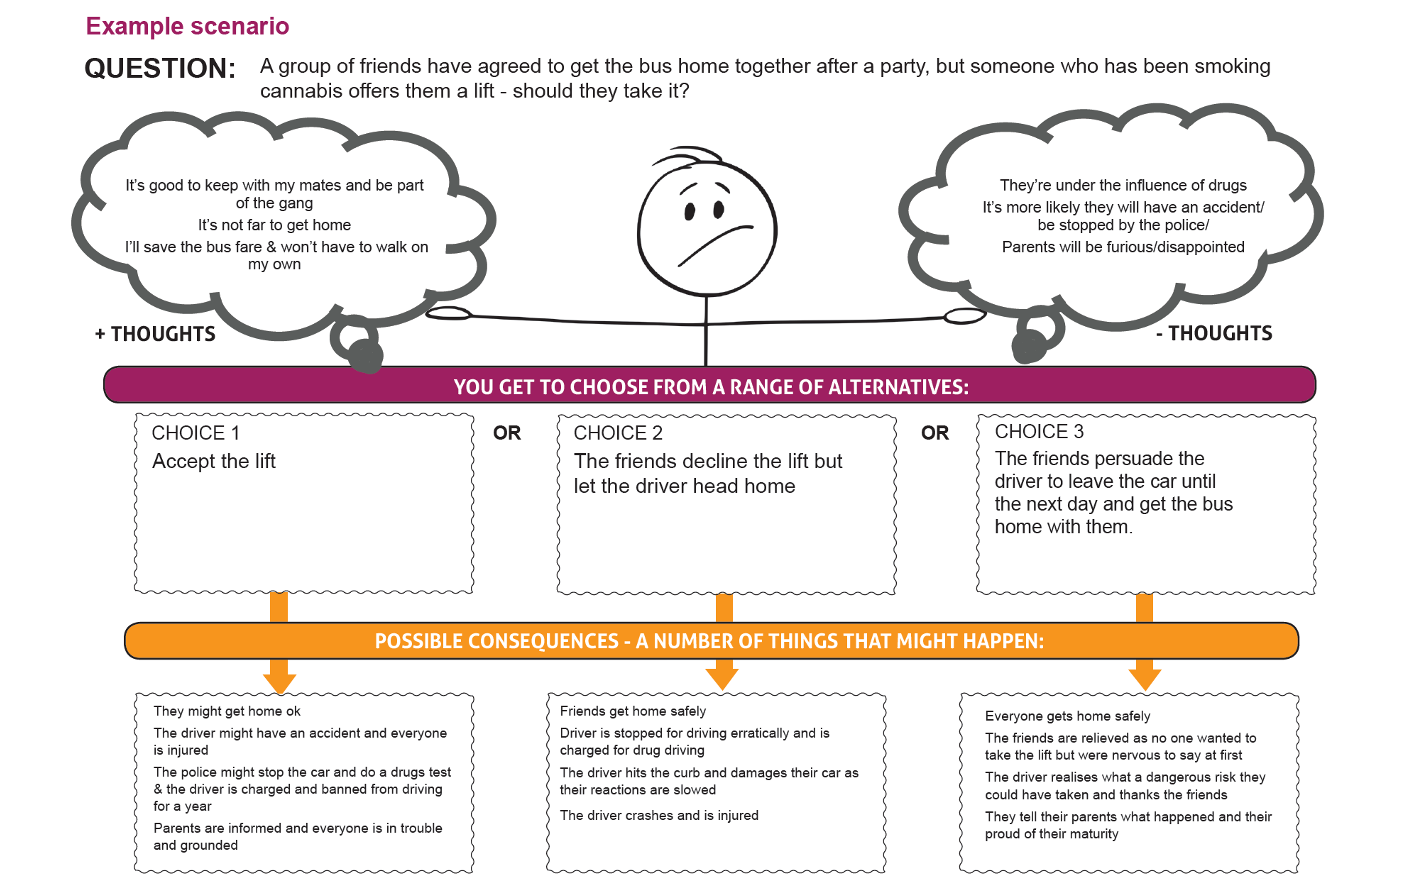 Example scenario
QUESTION: A group of friends have agreed to get the bus home together after a party, but someone who has been smoking
cannabis offers them a lift - should they take it?
It's good to keep with my mates and be part
of the gang
It's not far to get home
I'll save the bus fare & won't have to walk on
my own
+ THOUGHTS
They're under the influence of drugs
It's more likely they will have an accident/
be stopped by the police/
Parents will be furious/disappointed
- THOUGHTS
YOU GET TO CHOOSE FROM A RANGE OF ALTERNATIVES:
CHOICE 1
Accept the lift
OR
CHOICE 2
The friends decline the lift but
let the driver head home
OR
CHOICE 3
The friends persuade the
driver to leave the car until
the next day and get the bus
home with them.
POSSIBLE CONSEQUENCES - A NUMBER OF THINGS THAT MIGHT HAPPEN:
They might get home ok
The driver might have an accident and everyone
is injured
The police might stop the car and do a drugs test
& the driver is charged and banned from driving
for a year
Parents are informed and everyone is in trouble
and grounded
Friends get home safely
Driver is stopped for driving erratically and is
charged for drug driving
The driver hits the curb and damages their car as
their reactions are slowed
The driver crashes and is injured
Everyone gets home safely
The friends are relieved as no one wanted to
take the lift but were nervous to say at first
The driver realises what a dangerous risk they
could have taken and thanks the friends
They tell their parents what happened and their
proud of their maturity